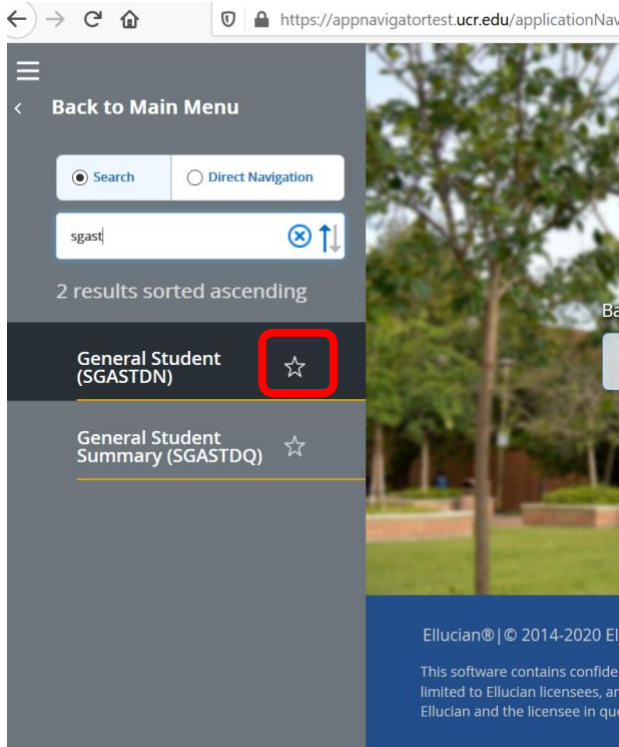 https://appnavigatortest.ucr.edu/applicationNav
Back to Main Menu
Search
Direct Navigation
sgast
2 results sorted ascending
General Student
(SGASTDN)
General Student
Summary (SGASTDQ)
Ba
Ellucian®|© 2014-2020 El
This software contains confide
limited to Ellucian licensees, ar
Ellucian and the licensee in que